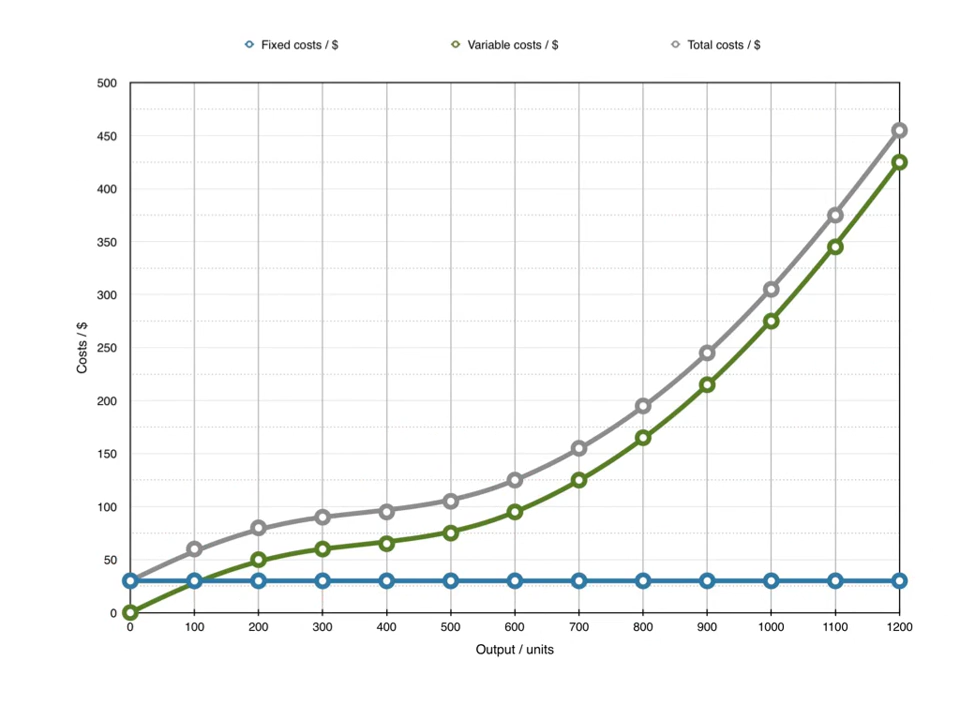 Fixed costs / $ Variable costs / $ Total costs / $
500
450
400
350
300
250
200
150
100
50
0
Costs / $
0 100 200 300 400 500 600 700 800 900 1000 1100 1200
Output / units